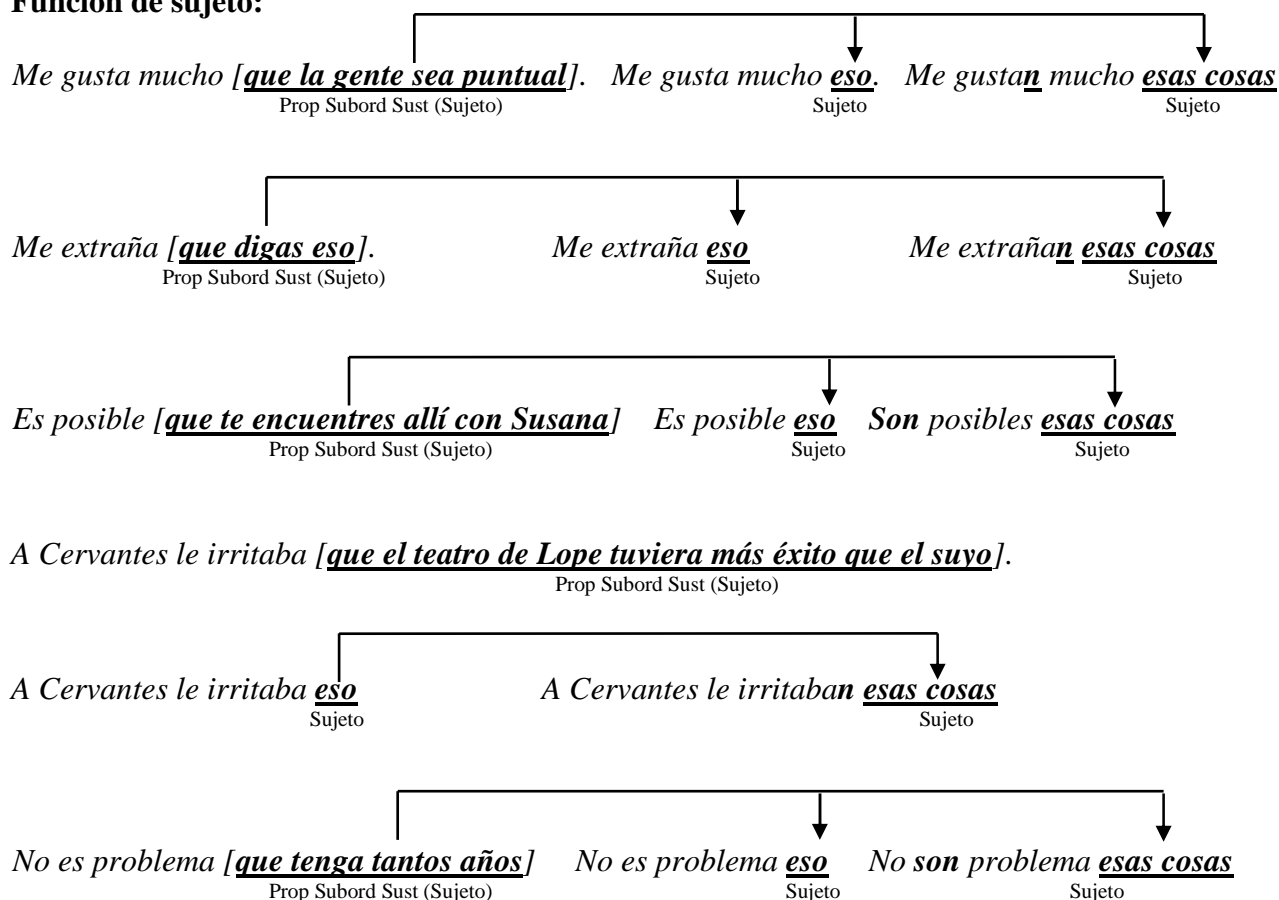 Función de sujeto:
Me gusta mucho [que la gente sea puntual]. Me gusta mucho eso. Me gustan mucho esas cosas
Prop Subord Sust (Sujeto) Sujeto Sujeto
Me extraña [que digas eso]. Me extraña eso Me extrañan esas cosas
Prop Subord Sust (Sujeto) Sujeto Sujeto
Es posible [que te encuentres allí con Susana] Es posible eso Son posibles esas cosas
Prop Subord Sust (Sujeto) Sujeto Sujeto
A Cervantes le irritaba [que el teatro de Lope tuviera más éxito que el suyo].
Prop Subord Sust (Sujeto)
A Cervantes le irritaba eso A Cervantes le irritaban esas cosas
Sujeto Sujeto
No es problema [que tenga tantos años] No es problema eso No son problema esas cosas
Prop Subord Sust (Sujeto) Sujeto Sujeto